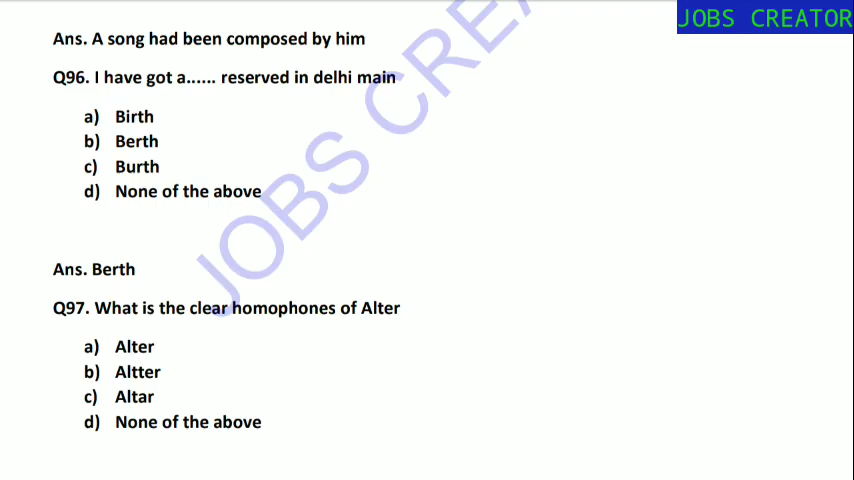 JOBS CREATOR
Ans. A song had been composed by him
Q96. I have got a...... reserved in delhi main
a) Birth
b) Berth
c) Burth
d) None of the above
Ans. Berth
Q97. What is the clear homophones of Alter
a) Alter
b) Altter
c) Altar
d) None of the above
JOBS CREA